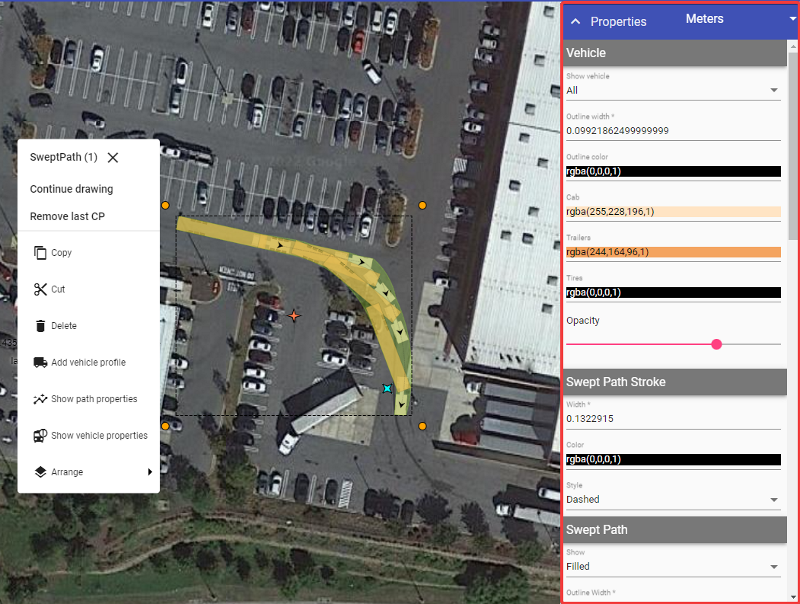 SweptPath (1)
Continue drawing
Remove last CP
Copy
Cut
Delete
Add vehicle profile
Show path properties
Show vehicle properties
Arrange
Properties
Meters
Vehicle
Show vehicle
All
Outline width *
0.09921862499999999
Outline color
rgba(0,0,0,1)
Cab
rgba(255,228,196,1)
Trailers
rgba(244,164,96,1)
Tires
rgba(0,0,0,1)
Opacity
Swept Path Stroke
Width *
0.1322915
Color
rgba(0,0,0,1)
Style
Dashed
Swept Path
Show
Filled
Outline Width *